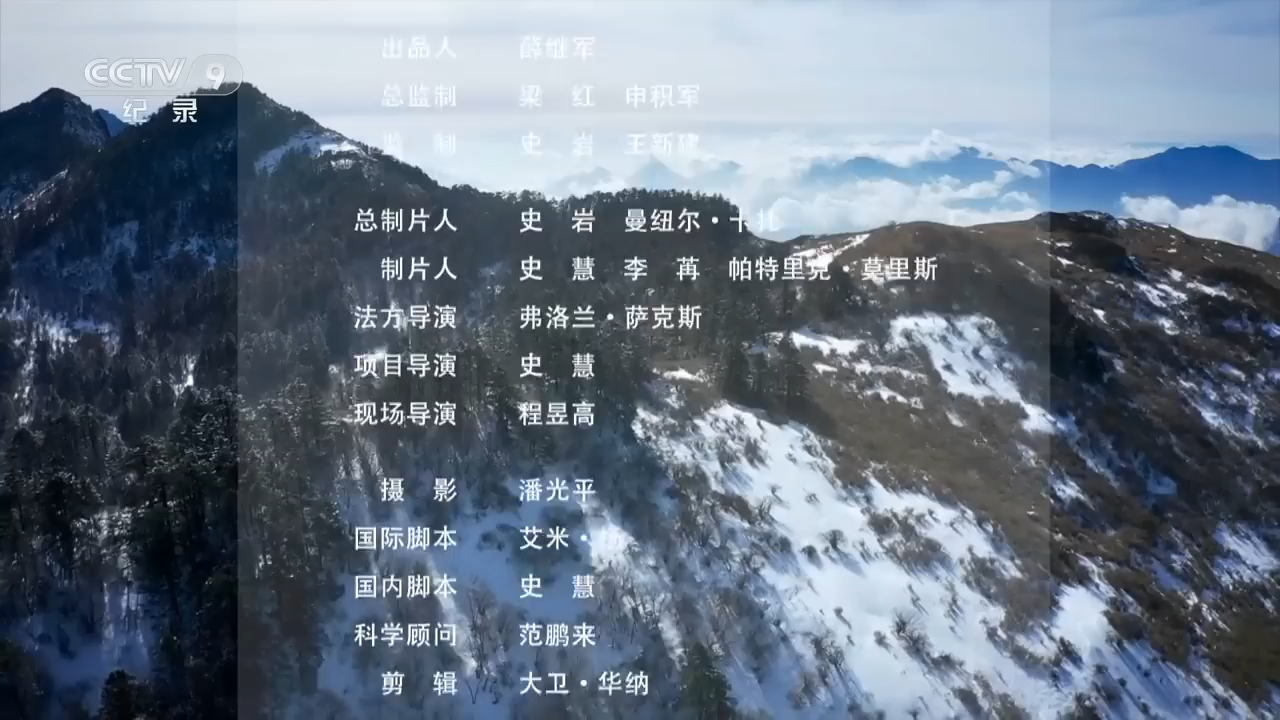 CCTV 9
纪 录
出品人 薛继军
总监制 梁 红 申积军
监 制 史 岩 王新建
总制片人 史 岩 曼纽尔·卡扎
制片人 史 慧 李 苒 帕特里克·莫里斯
法方导演 弗洛兰·萨克斯
项目导演 史 慧
现场导演 程昱高
摄 影 潘光平
国际脚本 艾米·
国内脚本 史 慧
科学顾问 范鹏来
剪 辑 大卫·华纳